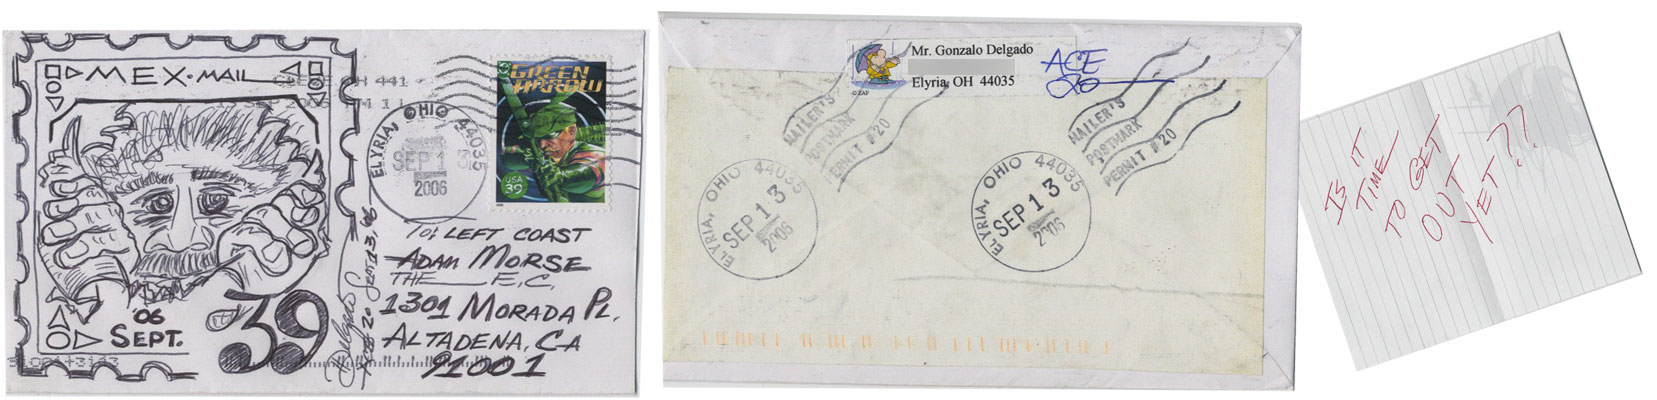 MEX-MAIL
'06
SEPT.
39
ELYRIA, OHIO 44035
SEP 13
2006
GREEN
ARROW
USA
39
To: LEFT COAST
ADAM MORSE
THE E.C.
1301 MORADA PL.
ALTADENA, CA
91001
Mr. Gonzalo Delgado
Elyria, OH 44035
© ZAP
ACE
20
MAILER'S
POSTMARK
PERMIT #20
MAILER'S
POSTMARK
PERMIT #20
ELYRIA, OHIO 44035
SEP 13
2006
ELYRIA, OHIO 44035
SEP 13
2006
IS IT
TIME
TO GET
OUT
YET??